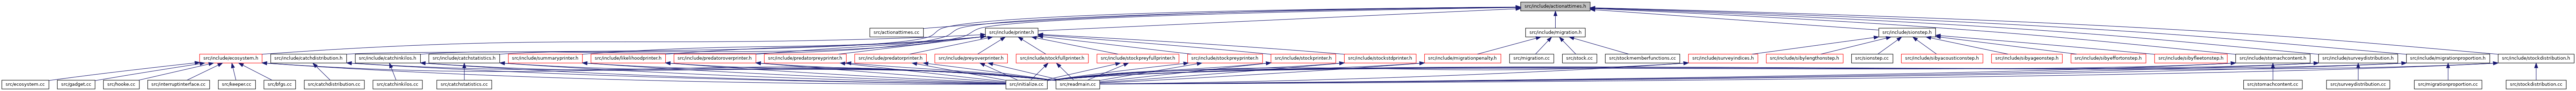 src/include/actionattimes.h
src/actionattimes.cc
src/include/printer.h
src/include/migration.h
src/include/sionstep.h
src/include/ecosystem.h
src/include/catchdistribution.h
src/include/catchinkilos.h
src/include/catchstatistics.h
src/include/summaryprinter.h
src/include/likelihoodprinter.h
src/include/predatoroverprinter.h
src/include/predatorpreyprinter.h
src/include/predatorprinter.h
src/include/preyoverprinter.h
src/include/stockfullprinter.h
src/include/stockpreyfullprinter.h
src/include/stockpreyprinter.h
src/include/stockprinter.h
src/include/stockstdprinter.h
src/include/migrationpenalty.h
src/migration.cc
src/stock.cc
src/stockmemberfunctions.cc
src/include/surveyindices.h
src/include/sibylengthonstep.h
src/sionstep.cc
src/include/sibyacousticonstep.h
src/include/sibyageonstep.h
src/include/sibyeffortonstep.h
src/include/sibyfleetonstep.h
src/include/stomachcontent.h
src/include/surveydistribution.h
src/include/migrationproportion.h
src/include/stockdistribution.h
src/ecosystem.cc
src/gadget.cc
src/hooke.cc
src/interruptinterface.cc
src/keeper.cc
src/bfgs.cc
src/catchdistribution.cc
src/catchinkilos.cc
src/catchstatistics.cc
src/initialize.cc
src/readmain.cc
src/stomachcontent.cc
src/surveydistribution.cc
src/migrationproportion.cc
src/stockdistribution.cc